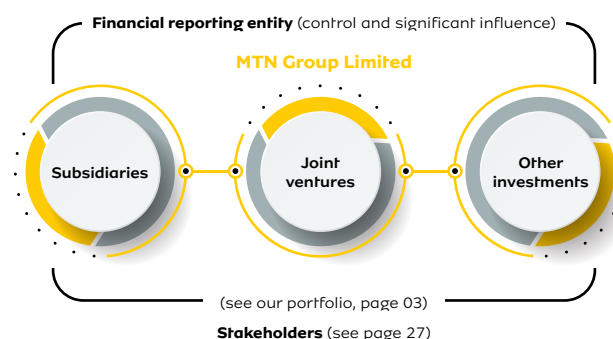 Financial reporting entity (control and significant influence)
MTN Group Limited
Subsidiaries
Joint
ventures
Other
investments
(see our portfolio, page 03)
Stakeholders (see page 27)